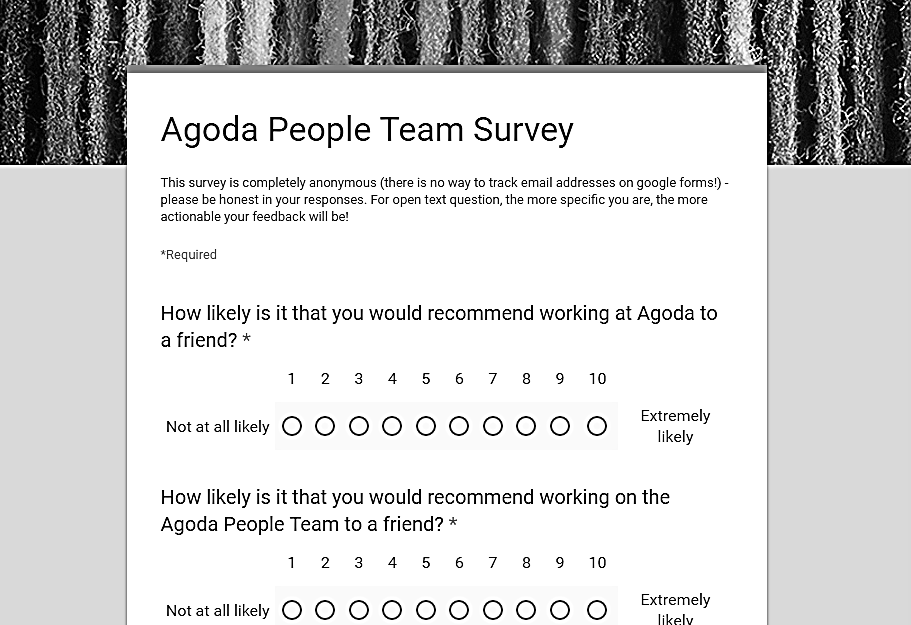 Agoda People Team Survey
This survey is completely anonymous (there is no way to track email addresses on google forms!) -
please be honest in your responses. For open text question, the more specific you are, the more
actionable your feedback will be!
*Required
How likely is it that you would recommend working at Agoda to
a friend? *
1 2 3 4 5 6 7 8 9 10
Not at all likely
Extremely
likely
How likely is it that you would recommend working on the
Agoda People Team to a friend? *
1 2 3 4 5 6 7 8 9 10
Not at all likely
Extremely
likely